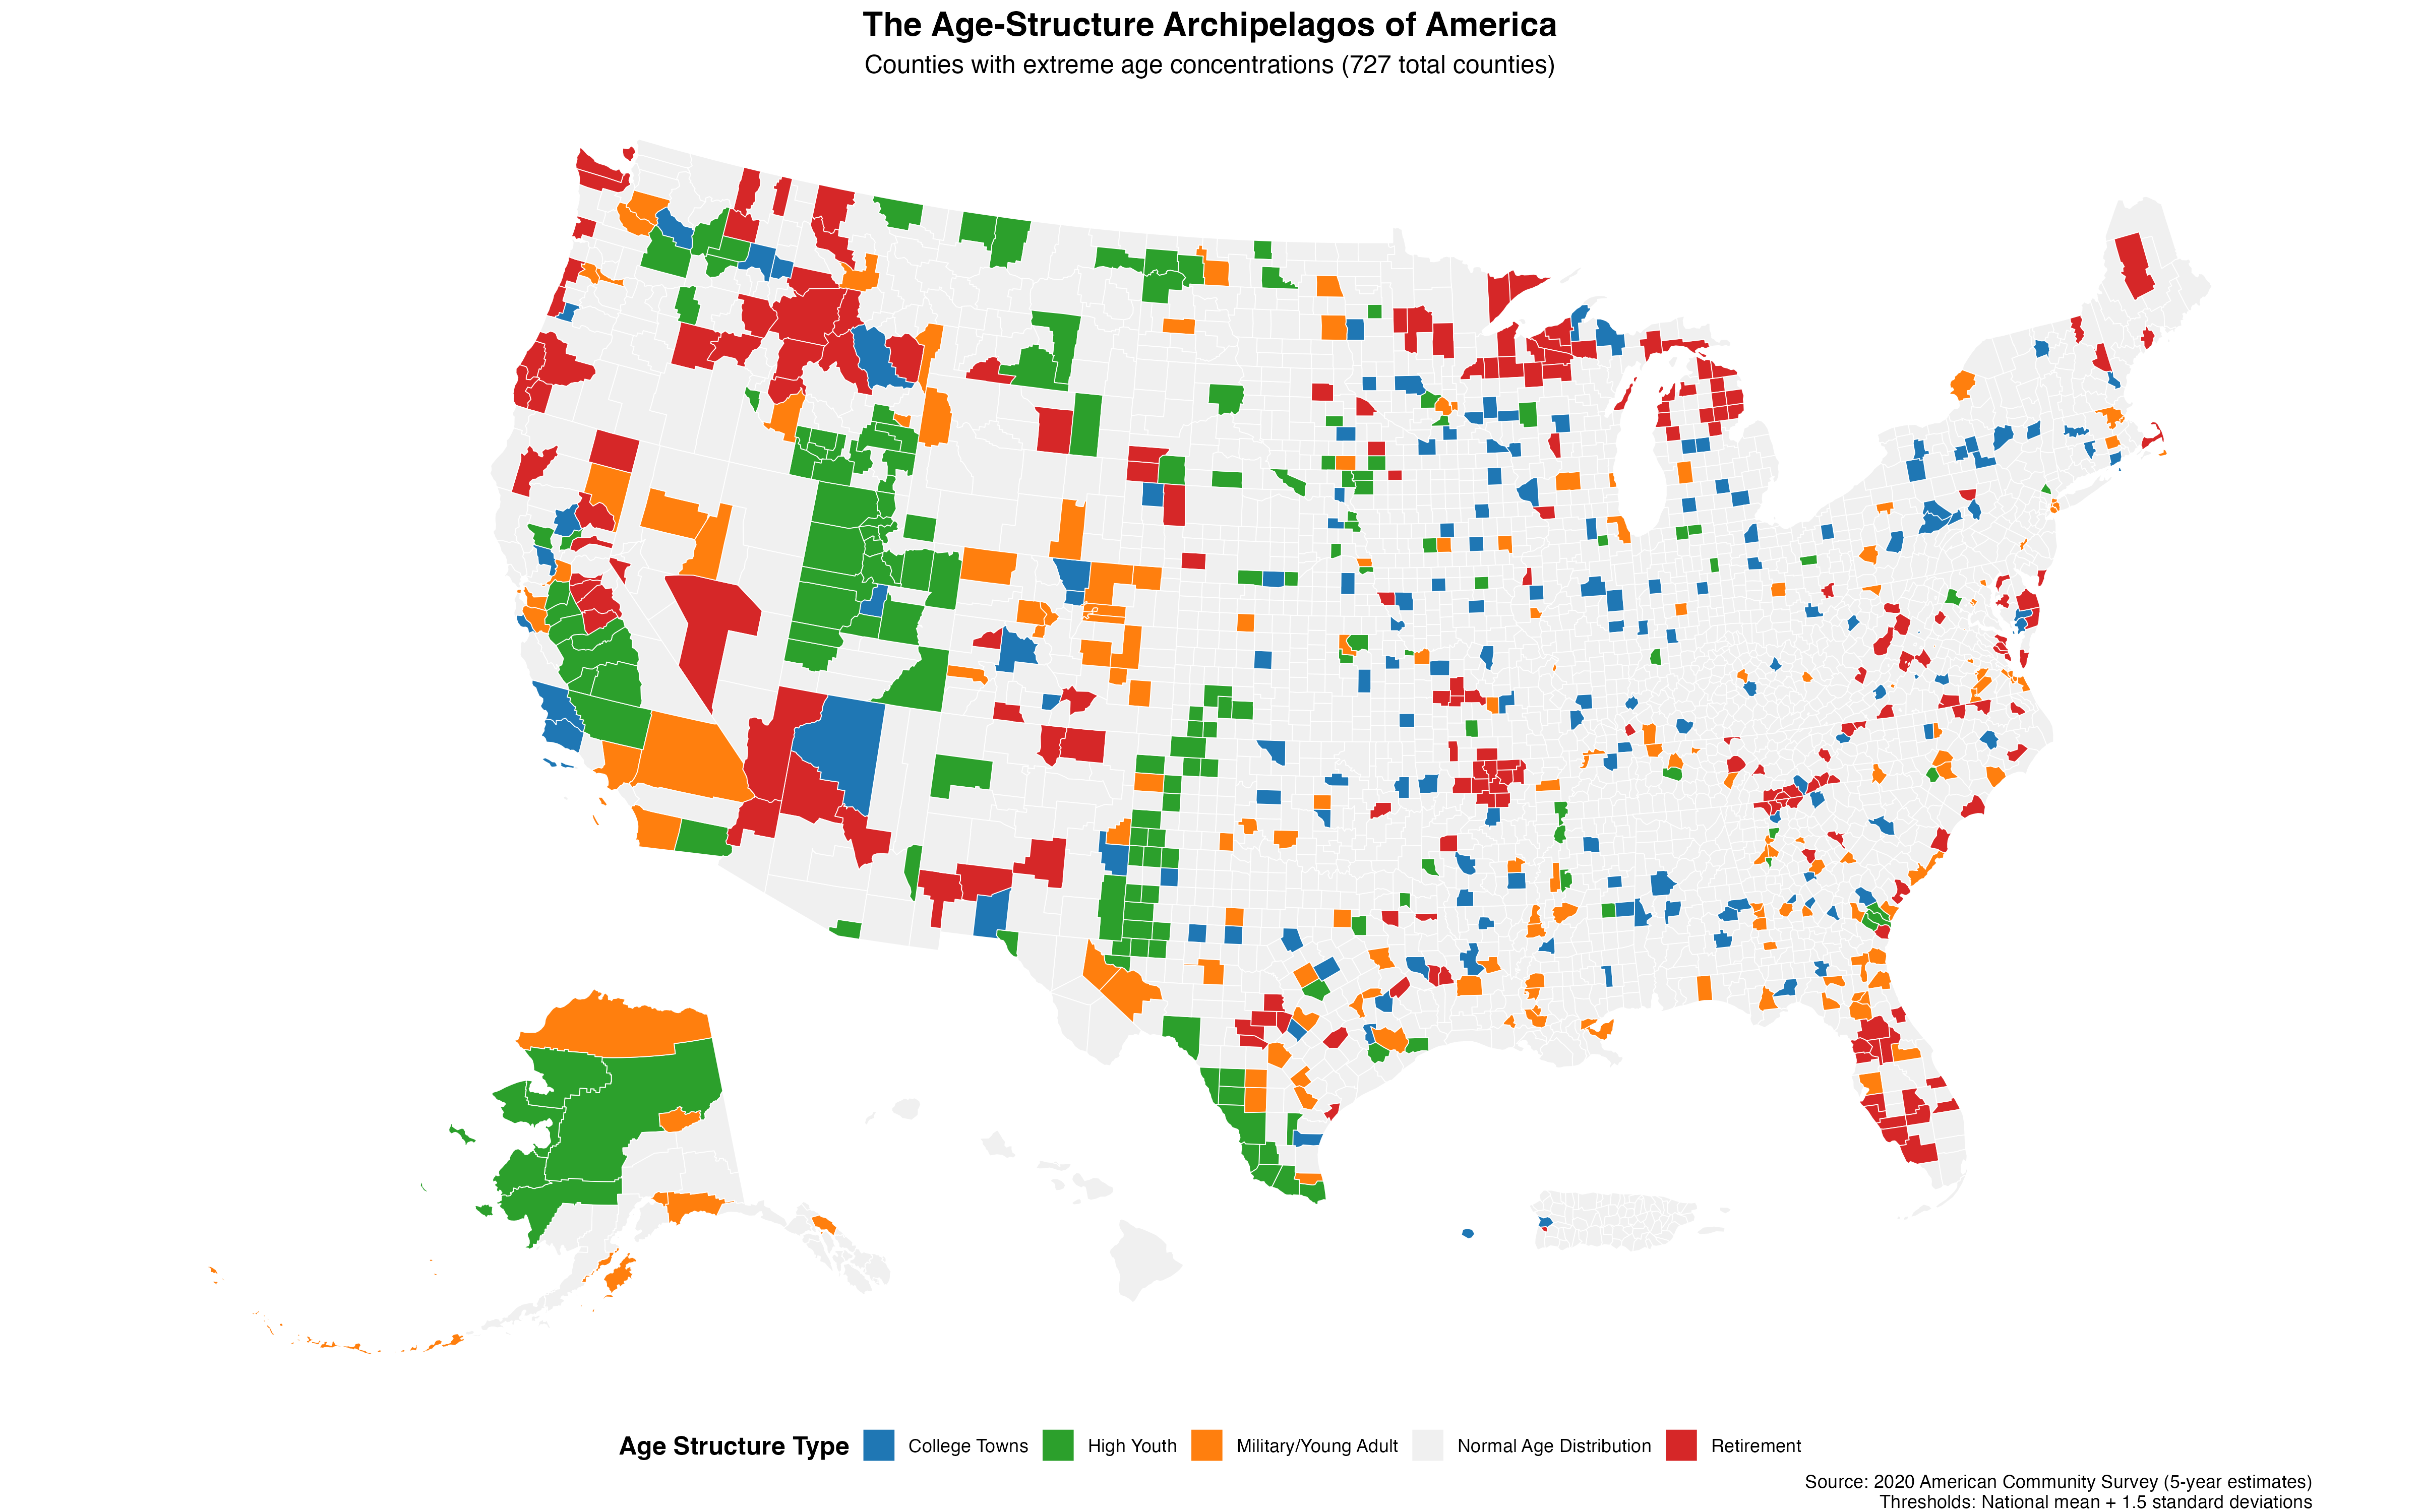 The Age-Structure Archipelagos of America
Counties with extreme age concentrations (727 total counties)
Age Structure Type College Towns High Youth Military/Young Adult Normal Age Distribution Retirement
Source: 2020 American Community Survey (5-year estimates)
Thresholds: National mean + 1.5 standard deviations